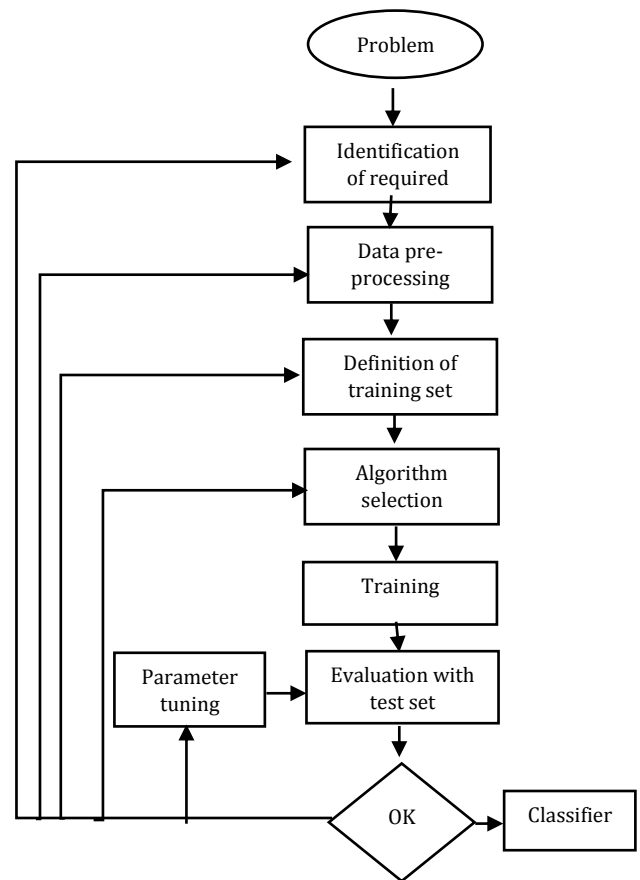 Problem
Identification
of required
Data pre-
processing
Definition of
training set
Algorithm
selection
Training
Parameter
tuning
Evaluation with
test set
OK
Classifier